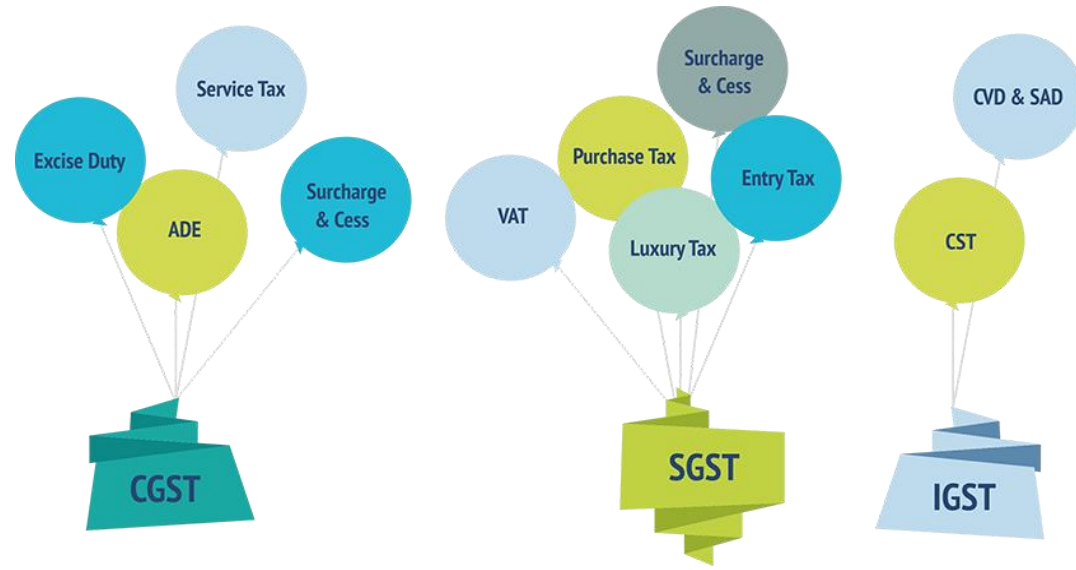 Service Tax
Excise Duty
ADE
Surcharge
& Cess
CGST
Surcharge
& Cess
Purchase Tax
Entry Tax
VAT
Luxury Tax
SGST
CVD & SAD
CST
IGST